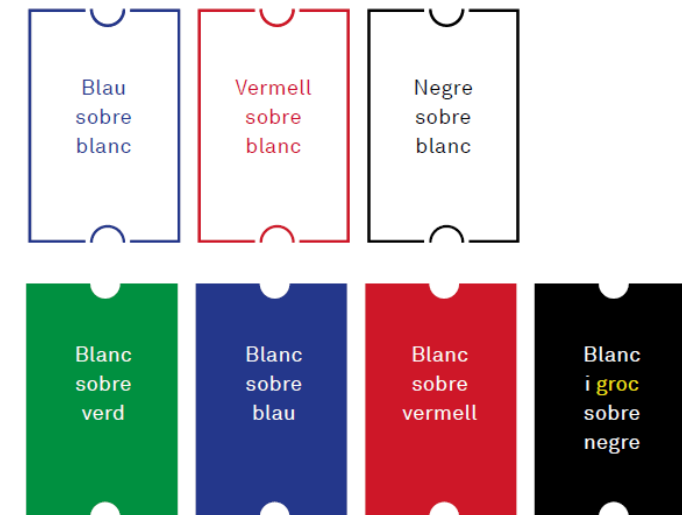 Blau
sobre
blanc
Vermell
sobre
blanc
Negre
sobre
blanc
Blanc
sobre
verd
Blanc
sobre
blau
Blanc
sobre
vermell
Blanc
i groc
sobre
negre